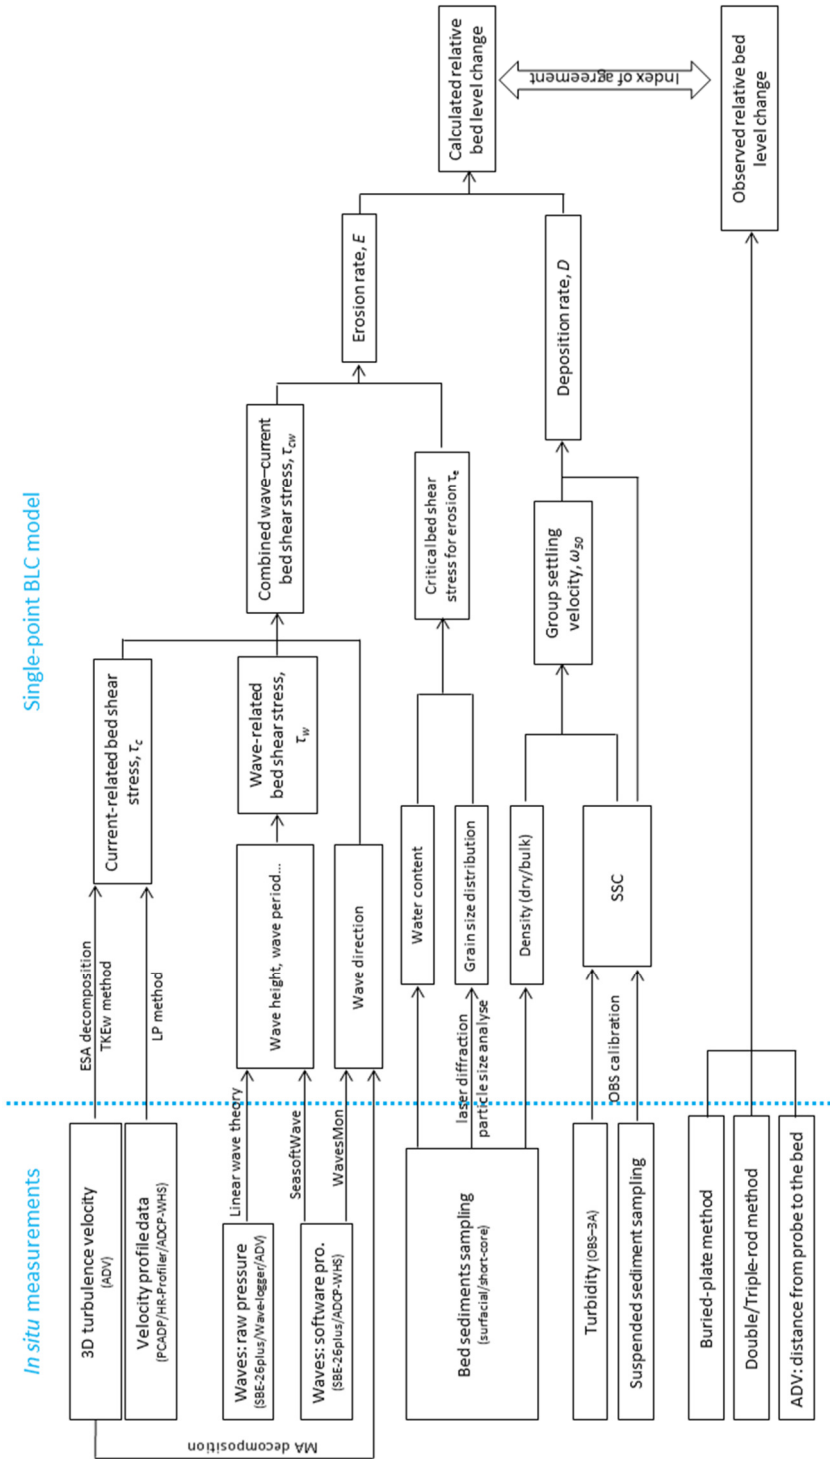 In situ measurements
Single-point BLC model
3D turbulence velocity
(ADV)
Velocity profile data
(PCADP/HR-Profiler/ADCP-WHS)
MA decomposition
ESA decomposition
TKEw method
LP method
Current-related bed shear
stress, τc
Waves: raw pressure
(SBE-26plus/Wave-logger/ADV)
Waves: software pro.
(SBE-26plus/ADCP-WHS)
Linear wave theory
SeasoftWave
WavesMon
Wave height, wave period...
Wave direction
Wave-related
bed shear stress,
τw
Combined wave–current
bed shear stress, τcw
Bed sediments sampling
(surfacial/short-core)
laser diffraction
particle size analyse
Water content
Grain size distribution
Density (dry/bulk)
Critical bed shear
stress for erosion τe
Erosion rate, E
Turbidity (OBS-3A)
Suspended sediment sampling
OBS calibration
SSC
Group settling
velocity, ω50
Deposition rate, D
Calculated relative
bed level change
Index of agreement
Buried-plate method
Double/Triple-rod method
ADV: distance from probe to the bed
Observed relative bed
level change